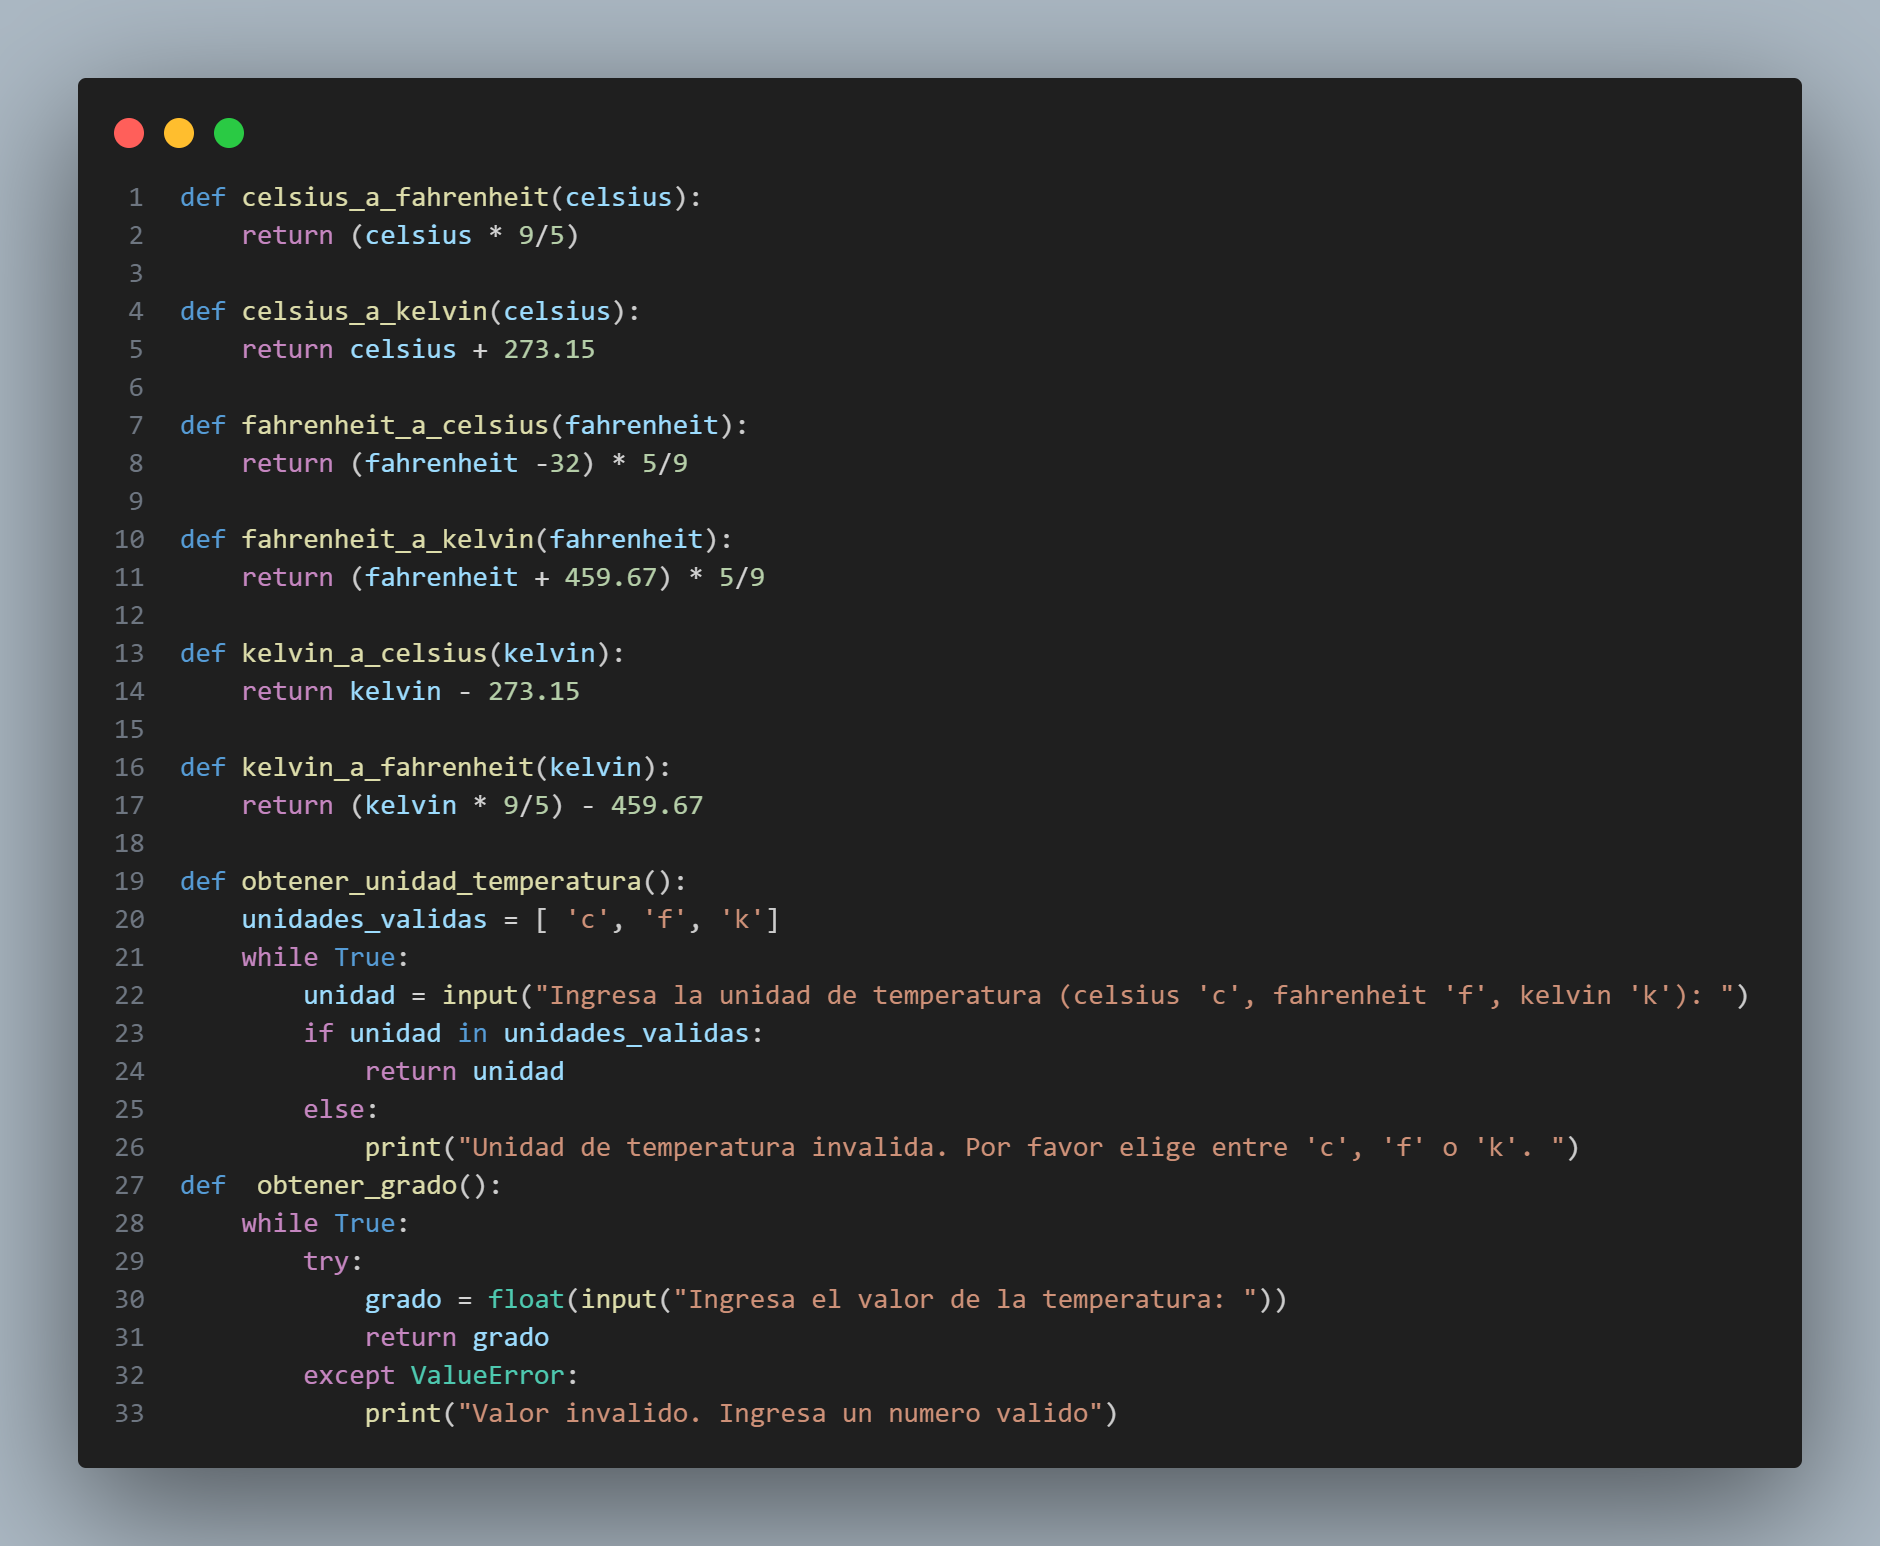 1 def celsius_a_fahrenheit(celsius):
2     return (celsius * 9/5)
3
4 def celsius_a_kelvin(celsius):
5     return celsius + 273.15
6
7 def fahrenheit_a_celsius(fahrenheit):
8     return (fahrenheit -32) * 5/9
9
10 def fahrenheit_a_kelvin(fahrenheit):
11     return (fahrenheit + 459.67) * 5/9
12
13 def kelvin_a_celsius(kelvin):
14     return kelvin - 273.15
15
16 def kelvin_a_fahrenheit(kelvin):
17     return (kelvin * 9/5) - 459.67
18
19 def obtener_unidad_temperatura():
20     unidades_validas = [ 'c', 'f', 'k']
21     while True:
22         unidad = input("Ingresa la unidad de temperatura (celsius 'c', fahrenheit 'f', kelvin 'k'): ")
23         if unidad in unidades_validas:
24             return unidad
25         else:
26             print("Unidad de temperatura invalida. Por favor elige entre 'c', 'f' o 'k'. ")
27 def  obtener_grado():
28     while True:
29         try:
30             grado = float(input("Ingresa el valor de la temperatura: "))
31             return grado
32         except ValueError:
33             print("Valor invalido. Ingresa un numero valido")